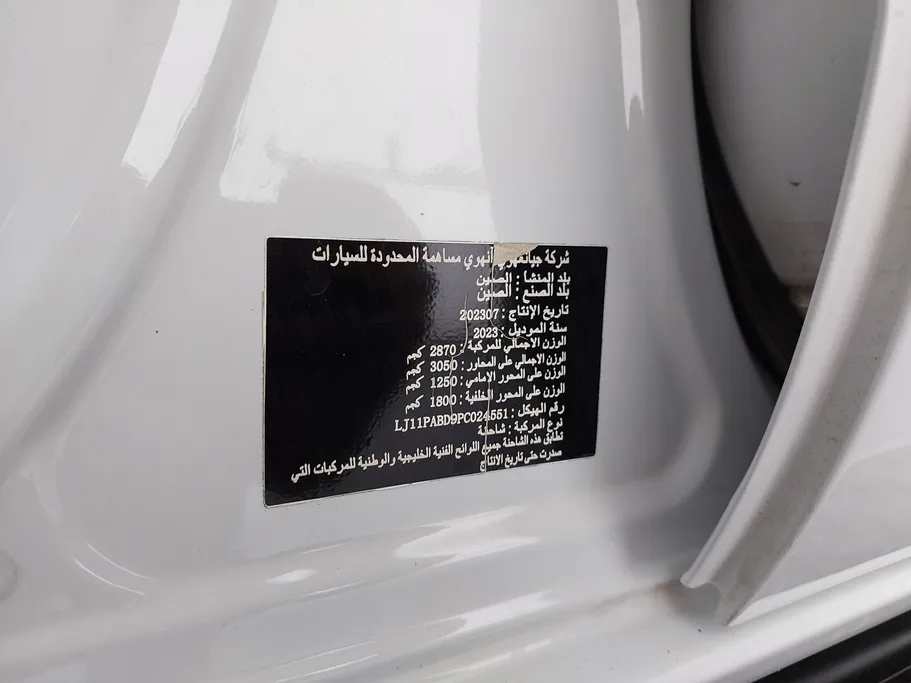 شركة جيانغهواي آنهوي مساهمة المحدودة للسيارات
بلد المنشأ : الصين
بلد الصنع : الصين
تاريخ الإنتاج : 202307
سنة الموديل : 2023
الوزن الاجمالي للمركبة : 2870 كجم
الوزن الاجمالي على المحاور : 3050 كجم
الوزن على المحور الإمامي : 1250 كجم
الوزن على المحور الخلفية : 1800 كجم
رقم الهيكل : LJ11PABD9PC024551
نوع المركبة : شاحنة
تطابق هذه الشاحنة جميع اللوائح الفنية الخليجية و الوطنية للمركبات التي
صدرت حتى تاريخ الانتاج